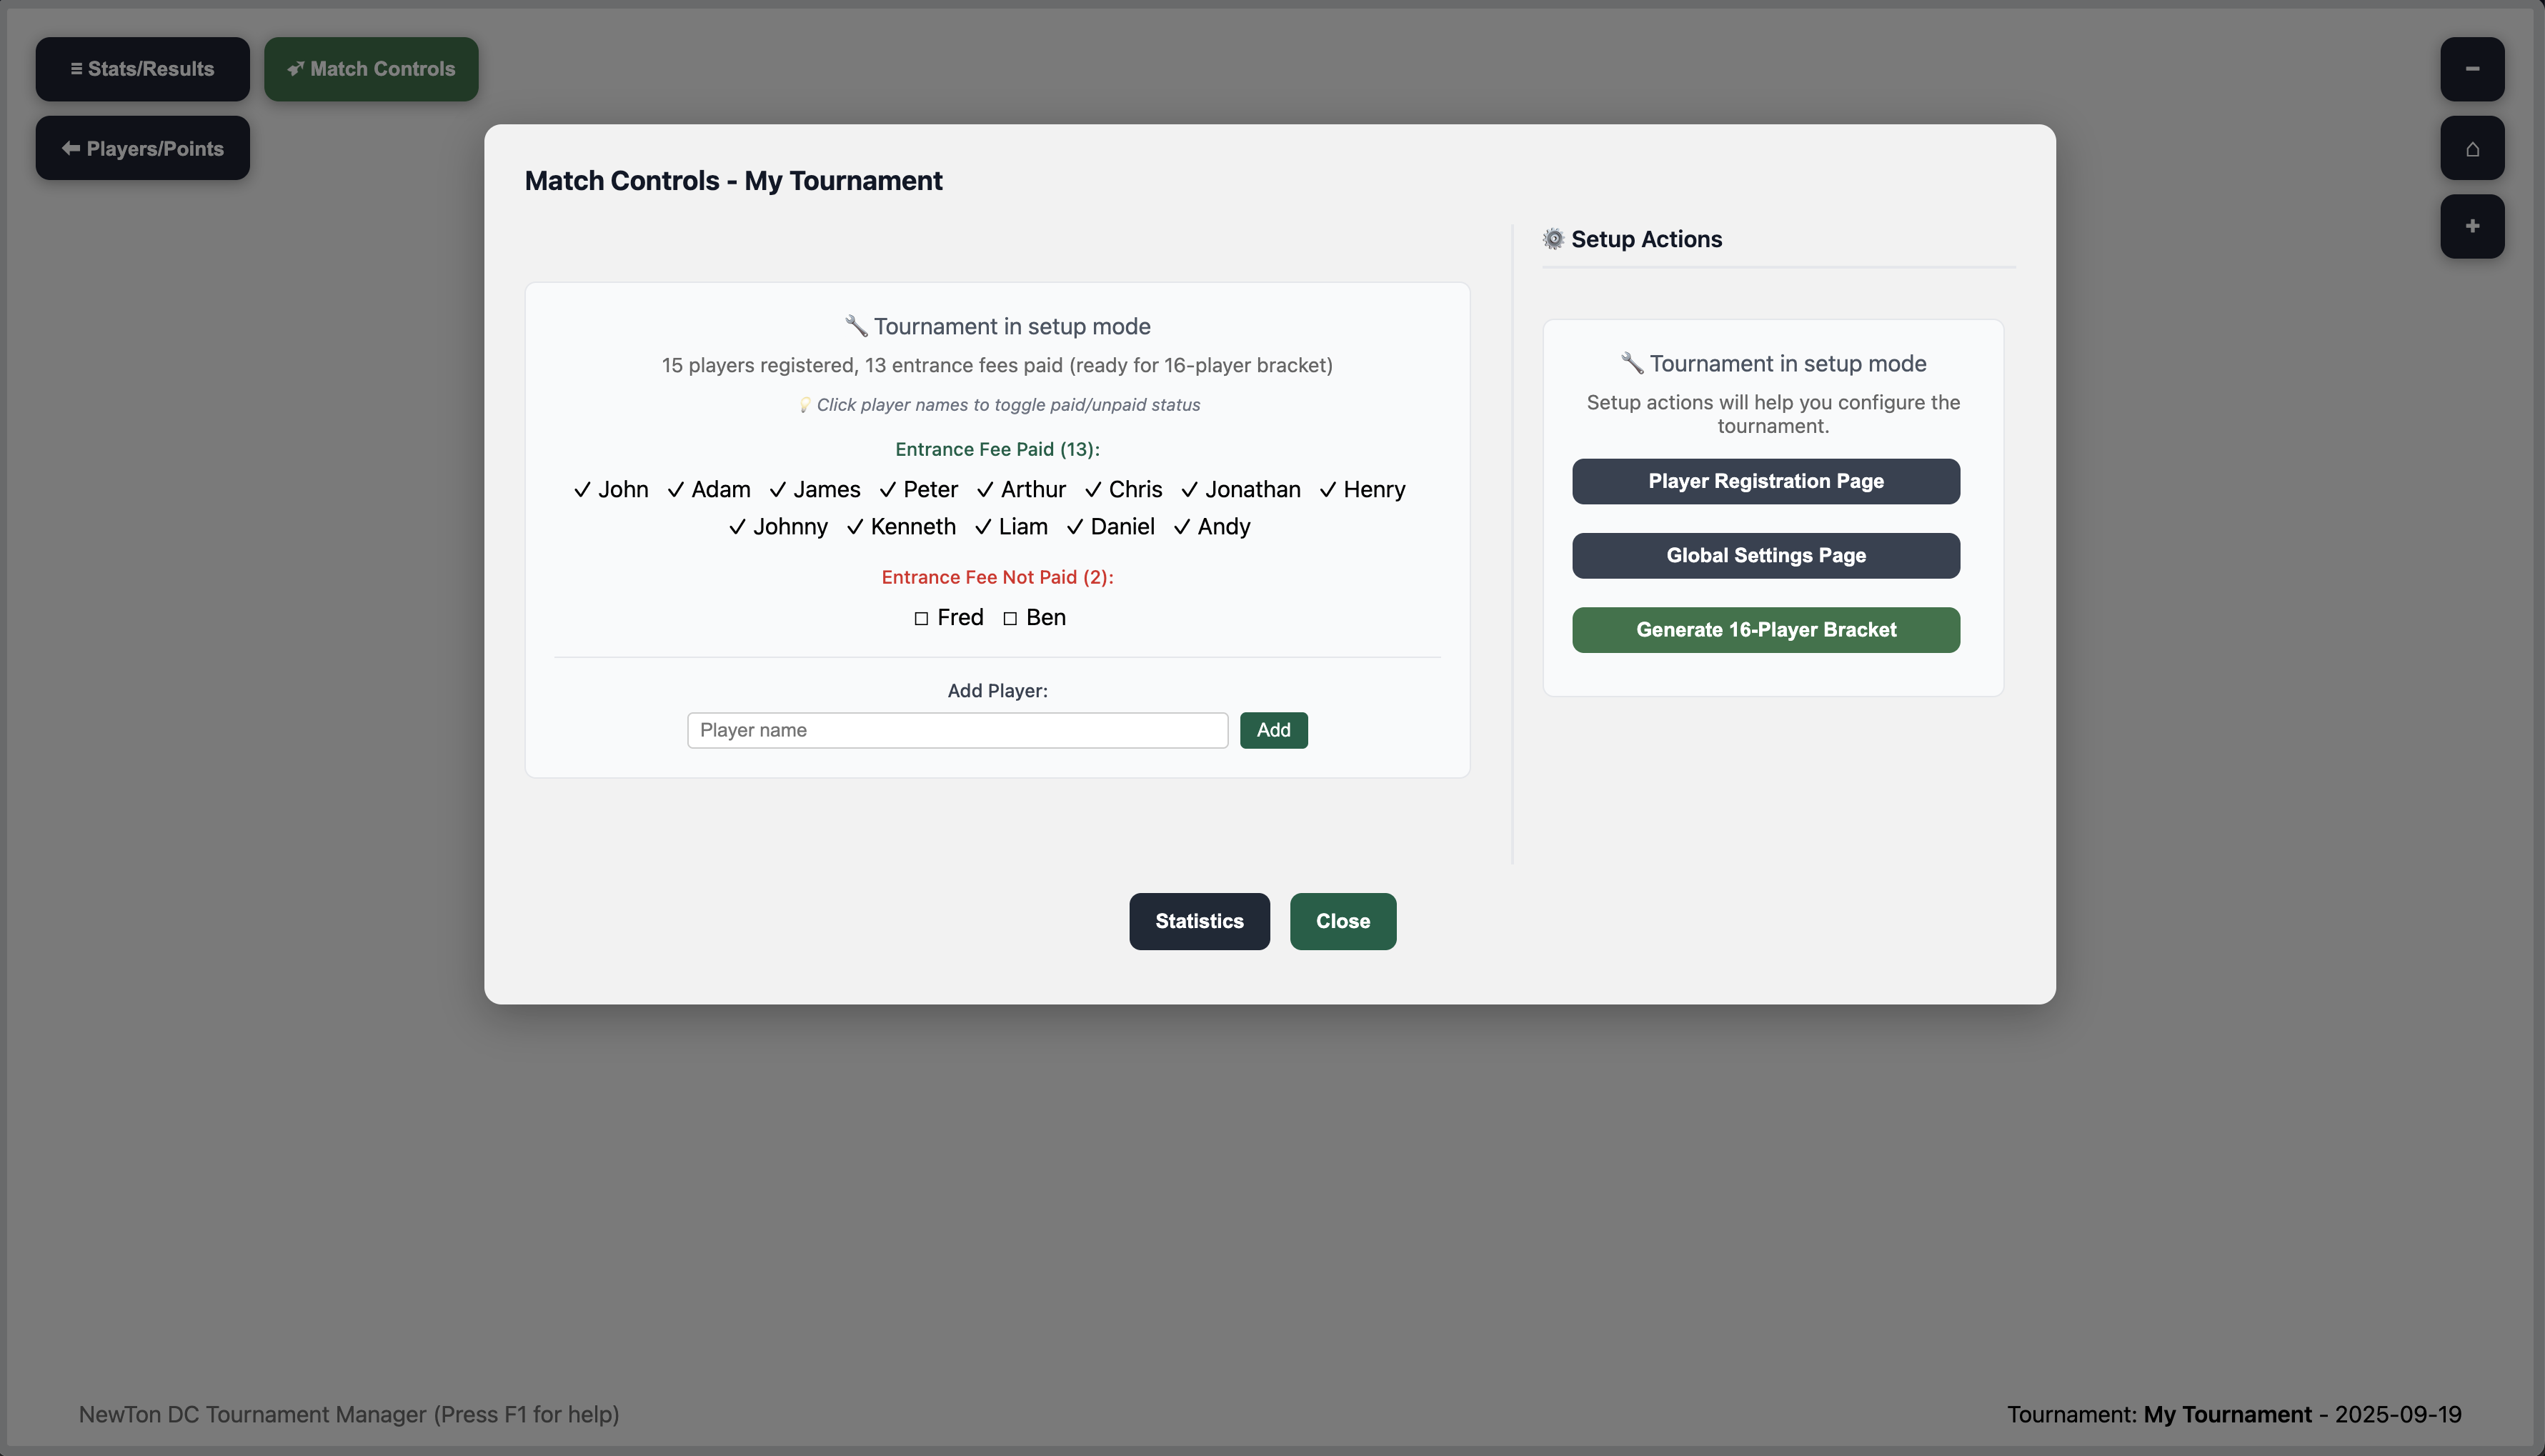 ≡ Stats/Results
➶ Match Controls
⬅ Players/Points
−
⌂
+
Match Controls - My Tournament
🔧 Tournament in setup mode
15 players registered, 13 entrance fees paid (ready for 16-player bracket)
💡 Click player names to toggle paid/unpaid status
Entrance Fee Paid (13):
✓ John ✓ Adam ✓ James ✓ Peter ✓ Arthur ✓ Chris ✓ Jonathan ✓ Henry
✓ Johnny ✓ Kenneth ✓ Liam ✓ Daniel ✓ Andy
Entrance Fee Not Paid (2):
☐ Fred ☐ Ben
Add Player:
Player name
Add
⚙️ Setup Actions
🔧 Tournament in setup mode
Setup actions will help you configure the
tournament.
Player Registration Page
Global Settings Page
Generate 16-Player Bracket
Statistics
Close
NewTon DC Tournament Manager (Press F1 for help)
Tournament: My Tournament - 2025-09-19